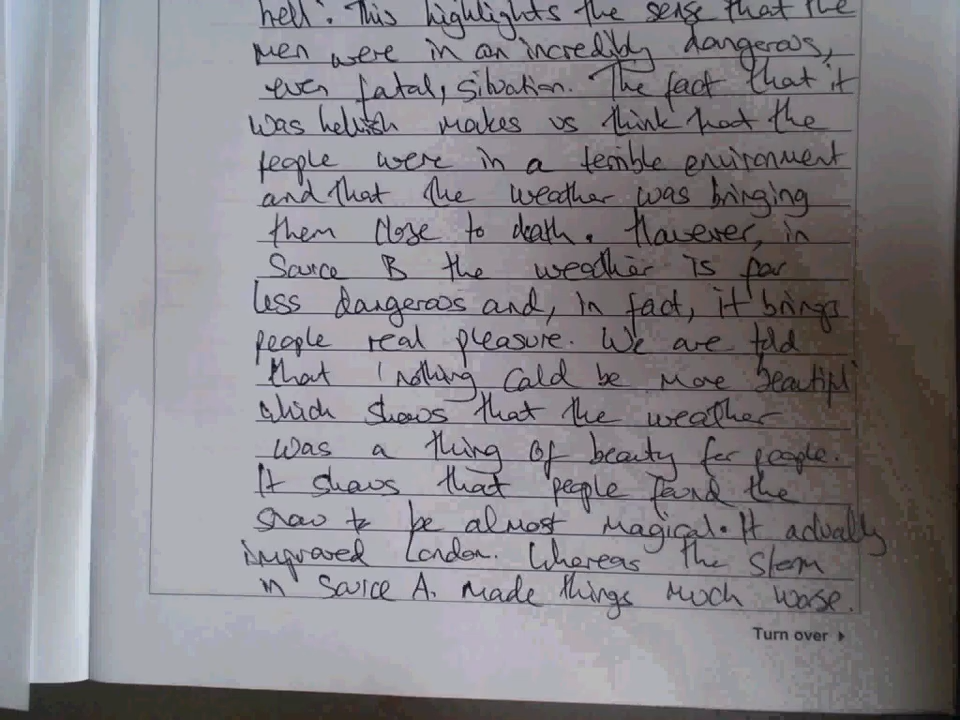 hell'. This highlights the sense that the
men were in an incredibly dangerous,
even fatal, situation. The fact that it
was hellish makes us think that the
people were in a terrible environment
and that the weather was bringing
them close to death. However, in
Source B the weather is far
less dangerous and, in fact, it brings
people real pleasure. We are told
that 'nothing could be more beautiful'
which shows that the weather
was a thing of beauty for people.
It shows that people found the
snow to be almost magical. It actually
improved London. Whereas the storm
in Source A. made things much worse.
Turn over